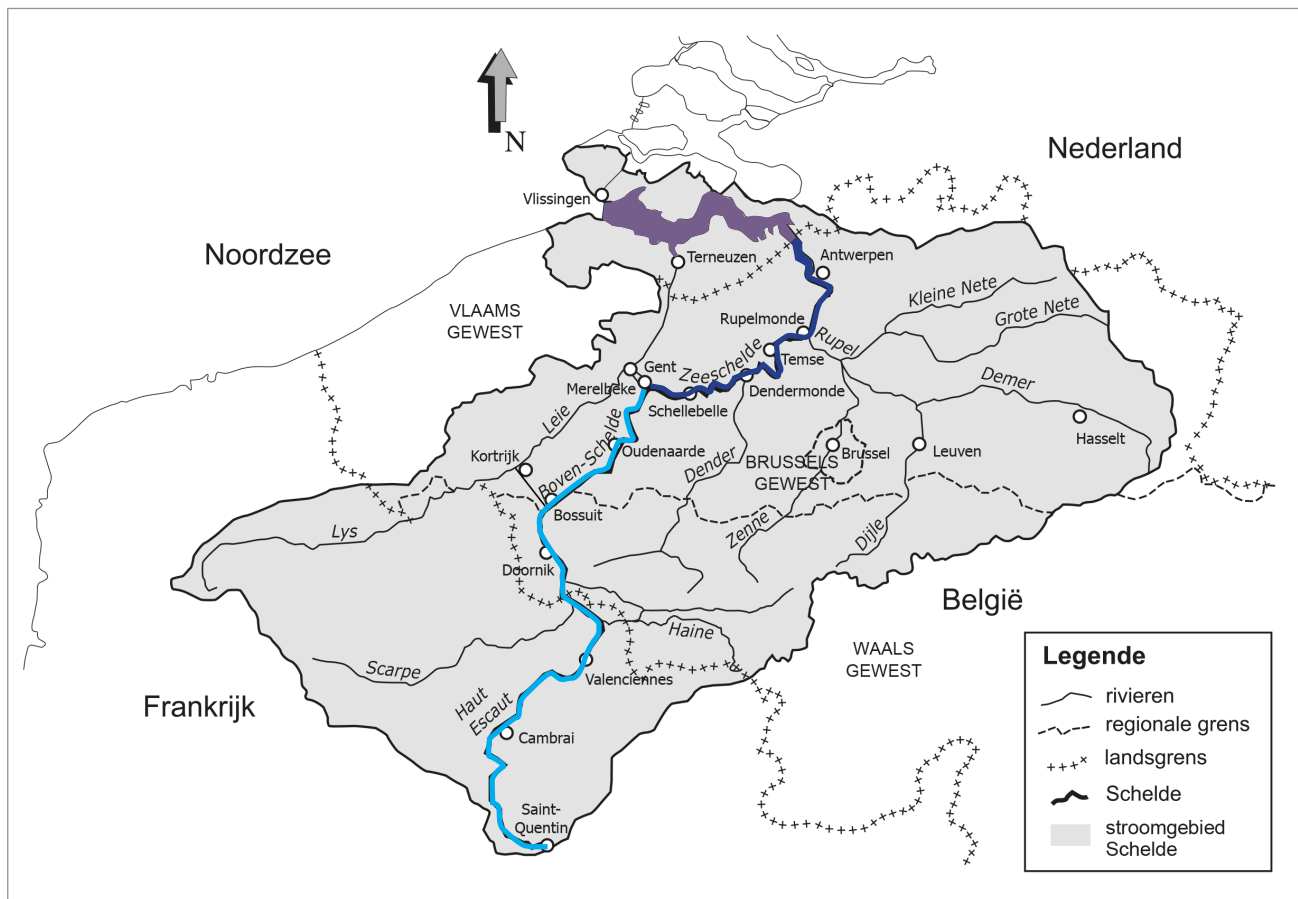 N
Nederland
Vlissingen
Noordzee
Terneuzen
Antwerpen
Kleine Nete
VLAAMS
GEWEST
Grote Nete
Rupelmonde
Rupel
Zeeschelde
Temse
Gent
Merelbeke
Dendermonde
Demer
Schellebelle
Leie
Hasselt
Boven-Schelde
Oudenaarde
Kortrijk
Dender
BRUSSELS
GEWEST
Brussel
Leuven
Bossuit
Lys
Zenne
Dijle
Doornik
België
Haine
Scarpe
Valenciennes
WAALS
GEWEST
Frankrijk
Haut
Escaut
Cambrai
Saint-
Quentin
Legende
rivieren
regionale grens
landsgrens
Schelde
stroomgebied
Schelde